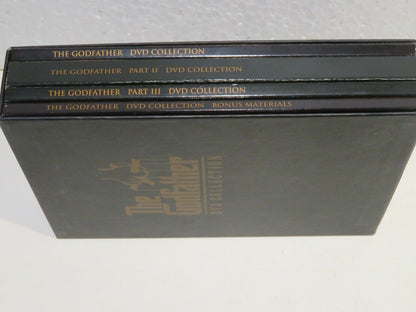 THE GODFATHER DVD COLLECTION
THE GODFATHER PART II DVD COLLECTION
THE GODFATHER PART III DVD COLLECTION
THE GODFATHER DVD COLLECTION BONUS MATERIALS
The
Godfather
DVD COLLECTION